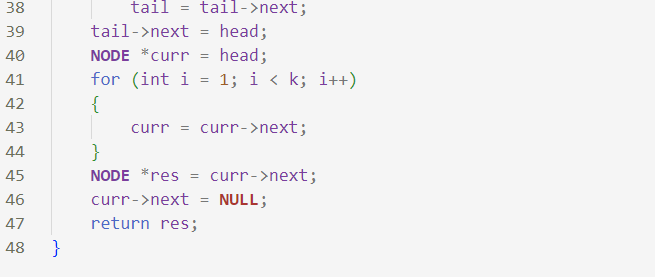 38 tail = tail->next;
39 tail->next = head;
40 NODE *curr = head;
41 for (int i = 1; i < k; i++)
42 {
43 curr = curr->next;
44 }
45 NODE *res = curr->next;
46 curr->next = NULL;
47 return res;
48 }